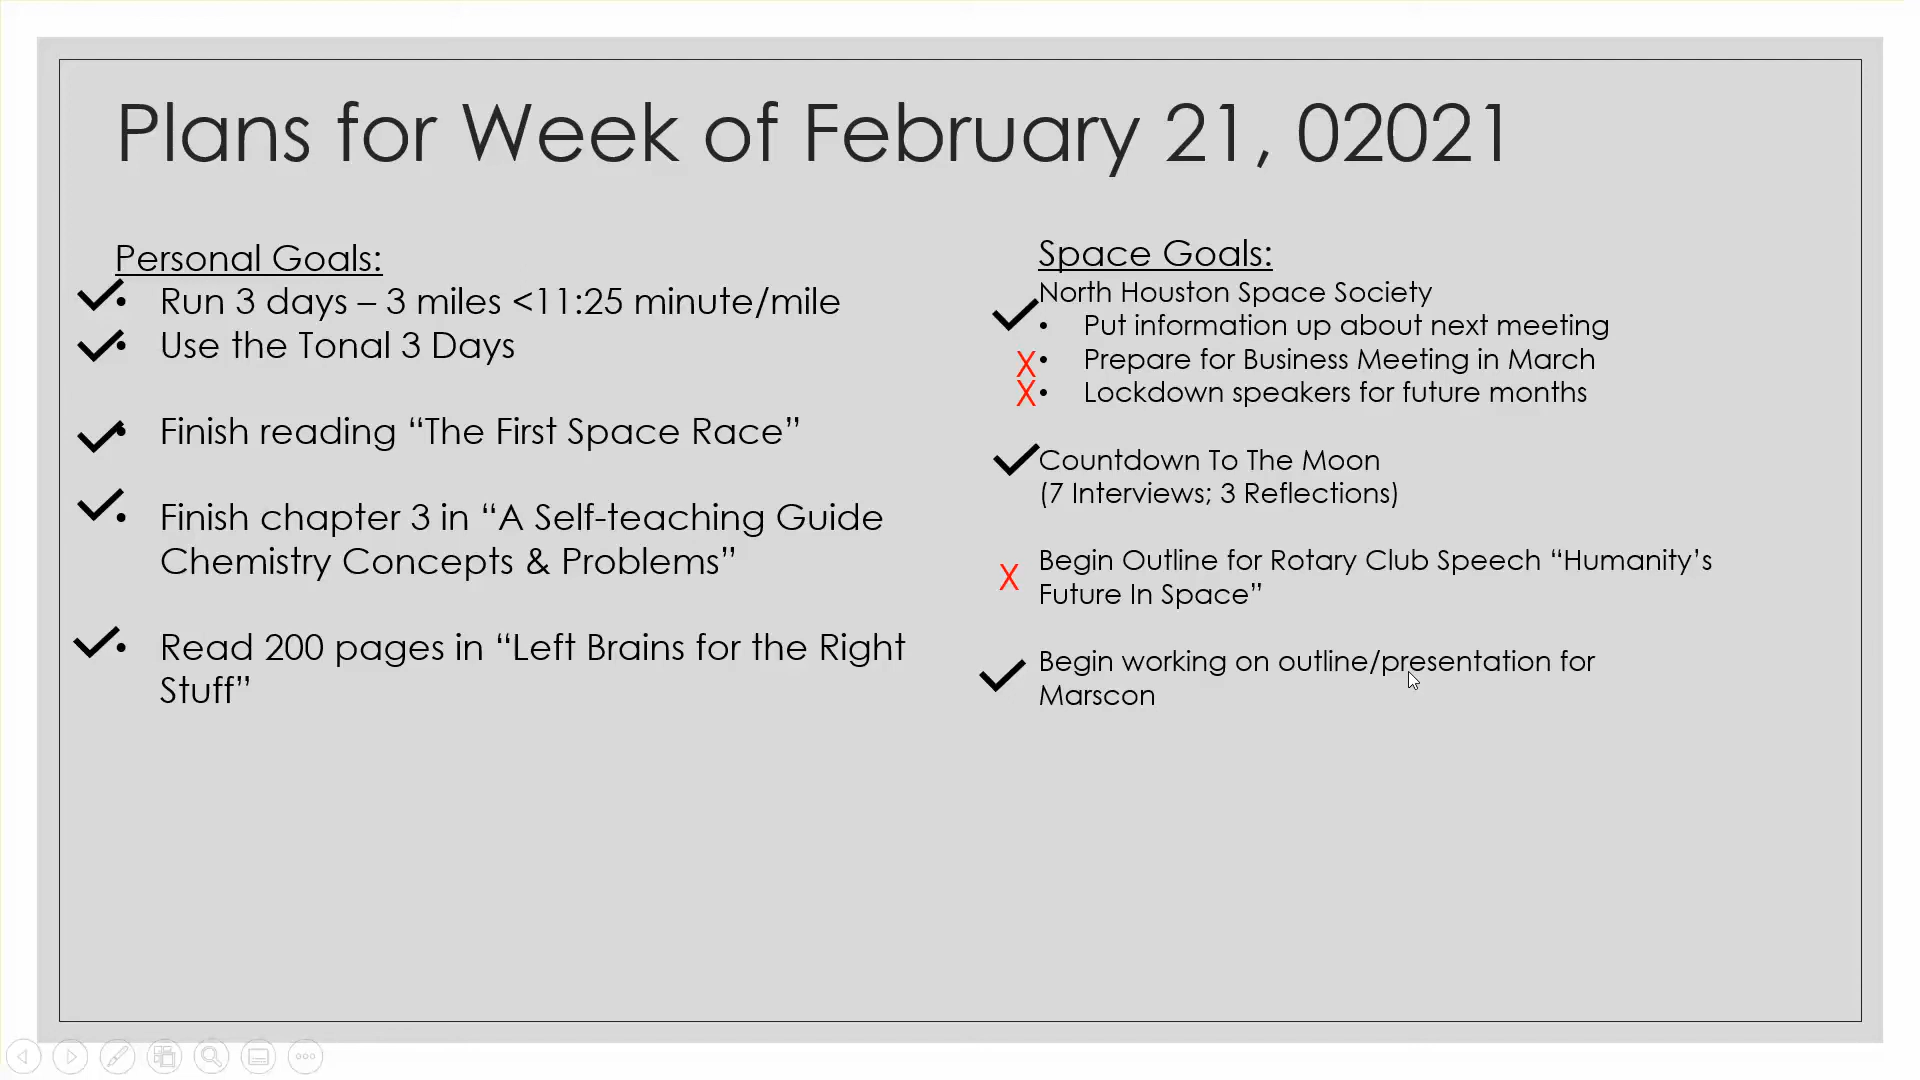 Plans for Week of February 21, 02021
Personal Goals:
• Run 3 days – 3 miles <11:25 minute/mile
• Use the Tonal 3 Days
• Finish reading “The First Space Race”
• Finish chapter 3 in “A Self-teaching Guide
Chemistry Concepts & Problems”
• Read 200 pages in “Left Brains for the Right
Stuff”
Space Goals:
North Houston Space Society
• Put information up about next meeting
X • Prepare for Business Meeting in March
X • Lockdown speakers for future months
Countdown To The Moon
(7 Interviews; 3 Reflections)
X Begin Outline for Rotary Club Speech “Humanity’s
Future In Space”
Begin working on outline/presentation for
Marscon